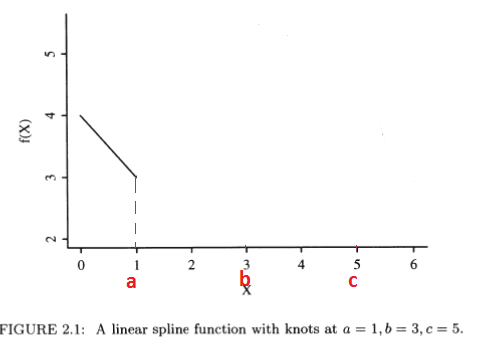 5
4
f(X)
3
2
0 1 2 3 4 5 6
a b c
X
FIGURE 2.1: A linear spline function with knots at a = 1, b = 3, c = 5.